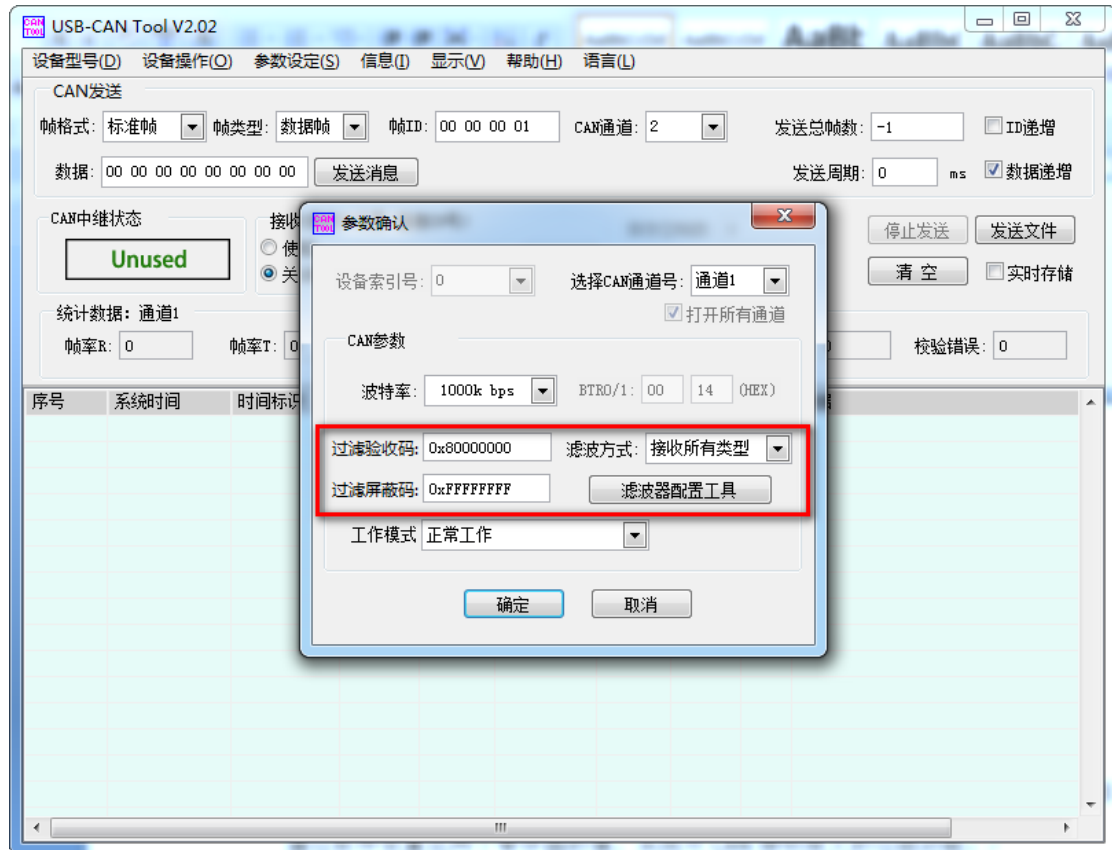 USB-CAN Tool V2.02
设备型号(D) 设备操作(O) 参数设定(S) 信息(I) 显示(V) 帮助(H) 语言(L)
CAN发送
帧格式: 标准帧 帧类型: 数据帧 帧ID: 00 00 00 01 CAN通道: 2 发送总帧数: -1 ID递增
数据: 00 00 00 00 00 00 00 00 发送消息 发送周期: 0 ms 数据递增
CAN中继状态 接收
Unused 使
关
停止发送 发送文件
清 空 实时存储
统计数据: 通道1
帧率R: 0 帧率T: 0 校验错误: 0
序号 系统时间 时间标识
CAN TOOL 参数确认
设备索引号: 0 选择CAN通道号: 通道1
打开所有通道
CAN参数
波特率: 1000k bps BTR0/1: 00 14 (HEX)
过滤验收码: 0x80000000 滤波方式: 接收所有类型
过滤屏蔽码: 0xFFFFFFFF 滤波器配置工具
工作模式 正常工作
确定 取消